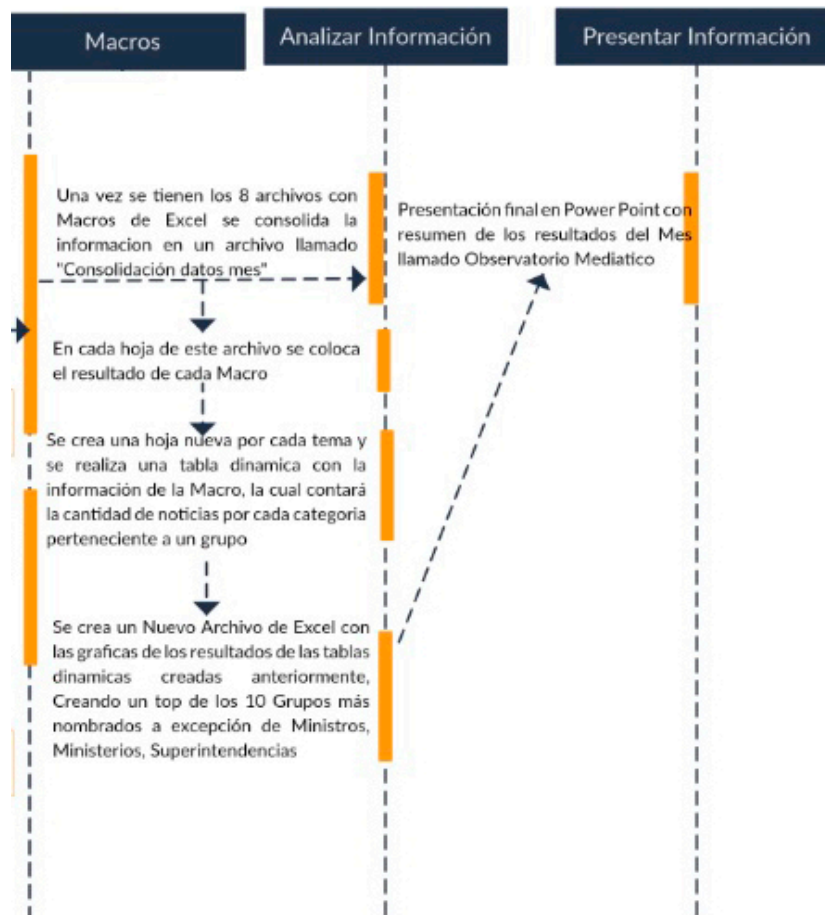 Macros
Analizar Información
Presentar Información
Una vez se tienen los 8 archivos con
Macros de Excel se consolida la
informacion en un archivo llamado
"Consolidación datos mes"
Presentación final en Power Point con
resumen de los resultados del Mes
llamado Observatorio Mediatico
En cada hoja de este archivo se coloca
el resultado de cada Macro
Se crea una hoja nueva por cada tema y
se realiza una tabla dinamica con la
información de la Macro, la cual contará
la cantidad de noticias por cada categoria
perteneciente a un grupo
Se crea un Nuevo Archivo de Excel con
las graficas de los resultados de las tablas
dinamicas creadas anteriormente,
Creando un top de los 10 Grupos más
nombrados a excepción de Ministros,
Ministerios, Superintendencias